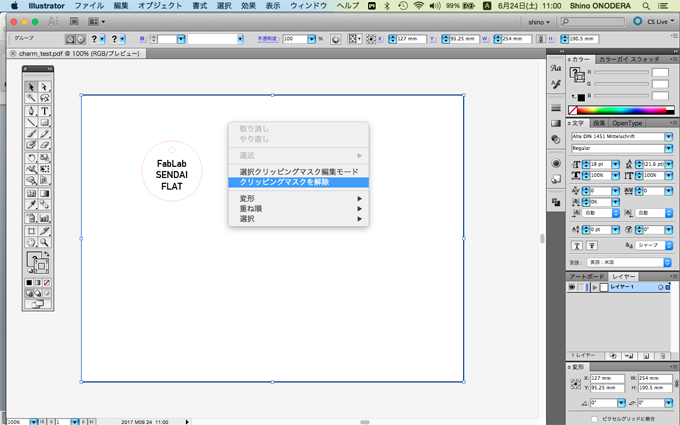 Illustrator ファイル 編集 オブジェクト 書式 選択 効果 表示 ウィンドウ ヘルプ 99% 6月24日(土) 11:00 Shino ONODERA
Ai shino CS Live
グループ 線: 不透明度: 100 % X: 127 mm Y: 95.25 mm W: 254 mm H: 190.5 mm
charm_test.pdf @ 100% (RGB/プレビュー)
FabLab
SENDAI
FLAT
取り消し
やり直し
遠近
選択クリッピングマスク編集モード
クリッピングマスクを解除
変形
重ね順
選択
カラー カラーガイ スウォッチ
R
G
B
文字 段落 OpenType
Alte DIN 1451 Mittelschrift
Regular
18 pt (21.6 pt)
100% 100%
0 0
0%
自動 自動
0 pt 0°
シャープ
言語: 英語:米国
アートボード レイヤー
レイヤー 1
1 レイヤー
変形
X: 127 mm W: 254 mm
Y: 95.25 mm H: 190.5 mm
0° 0°
ピクセルグリッドに整合
100% 1 2017 M06 24 11:00